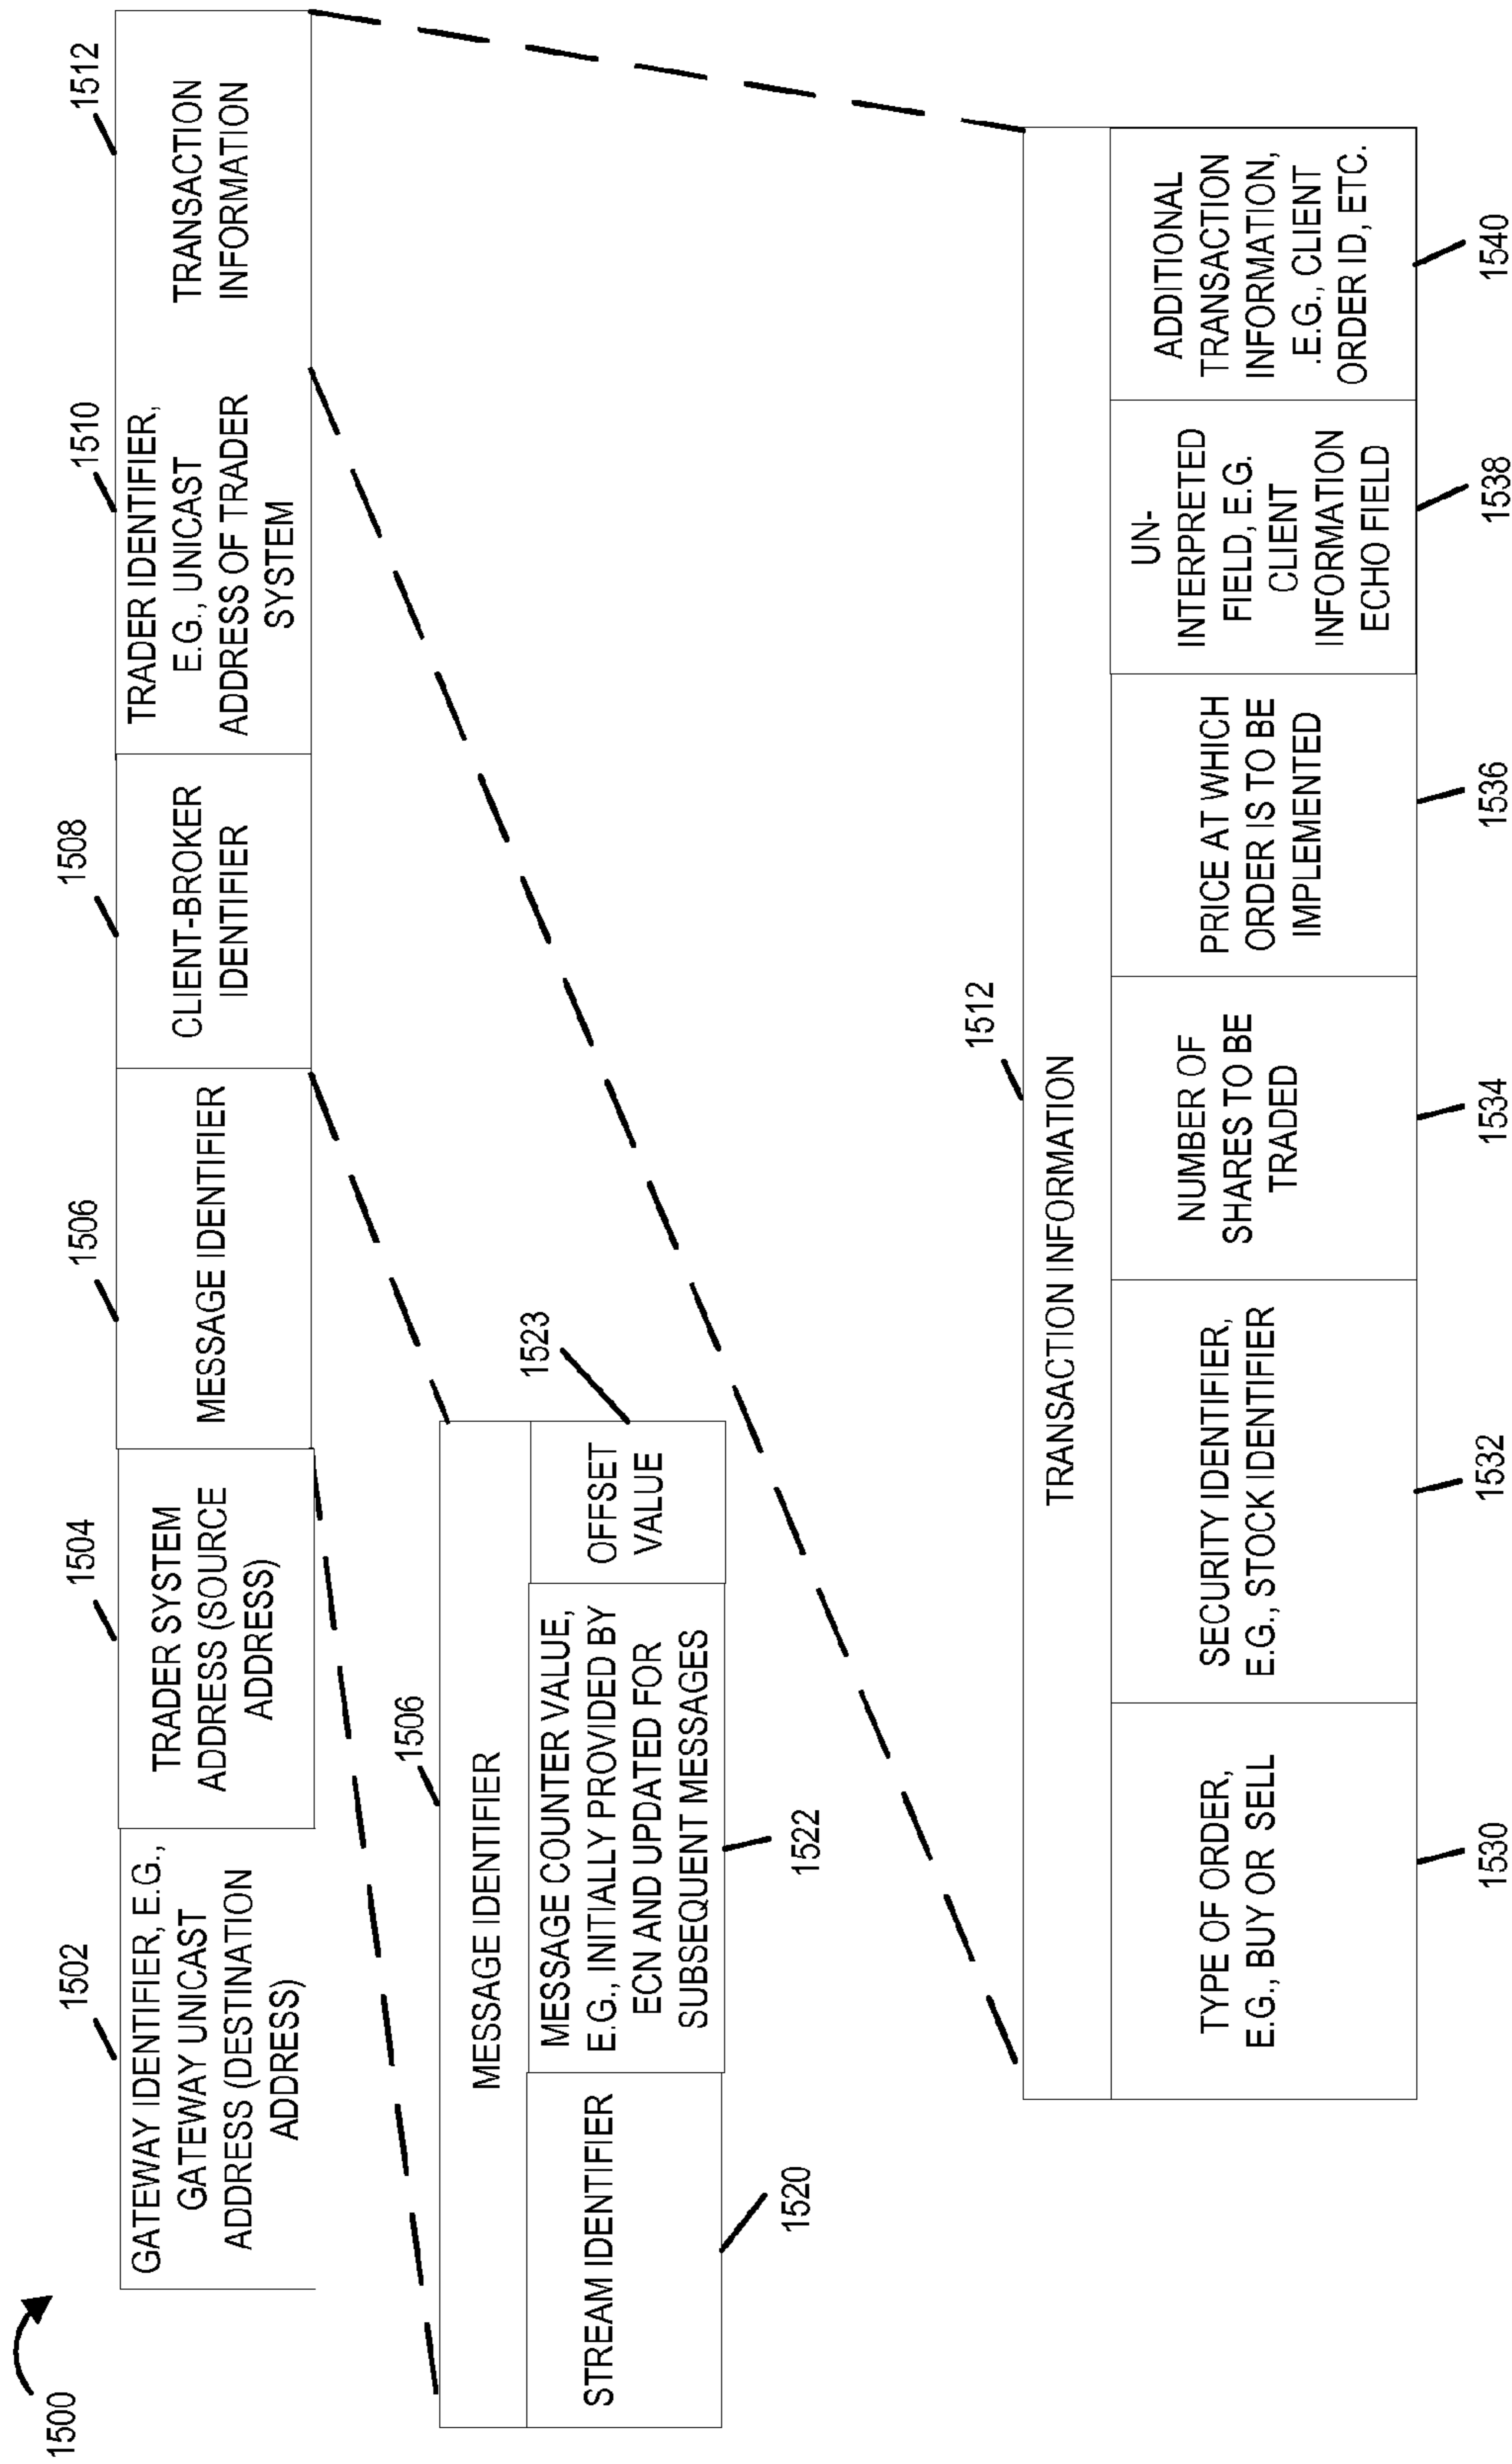 1500
1502
GATEWAY IDENTIFIER, E.G.,
GATEWAY UNICAST
ADDRESS (DESTINATION
ADDRESS)
1504
TRADER SYSTEM
ADDRESS (SOURCE
ADDRESS)
1506
MESSAGE IDENTIFIER
1508
CLIENT-BROKER
IDENTIFIER
1510
TRADER IDENTIFIER,
E.G., UNICAST
ADDRESS OF TRADER
SYSTEM
1512
TRANSACTION
INFORMATION
1506
MESSAGE IDENTIFIER
STREAM IDENTIFIER
1520
MESSAGE COUNTER VALUE,
E.G., INITIALLY PROVIDED BY
ECN AND UPDATED FOR
SUBSEQUENT MESSAGES
1522
OFFSET
VALUE
1523
1512
TRANSACTION INFORMATION
TYPE OF ORDER,
E.G., BUY OR SELL
1530
SECURITY IDENTIFIER,
E.G., STOCK IDENTIFIER
1532
NUMBER OF
SHARES TO BE
TRADED
1534
PRICE AT WHICH
ORDER IS TO BE
IMPLEMENTED
1536
UN-
INTERPRETED
FIELD, E.G.
CLIENT
INFORMATION
ECHO FIELD
1538
ADDITIONAL
TRANSACTION
INFORMATION,
.E.G., CLIENT
ORDER ID, ETC.
1540